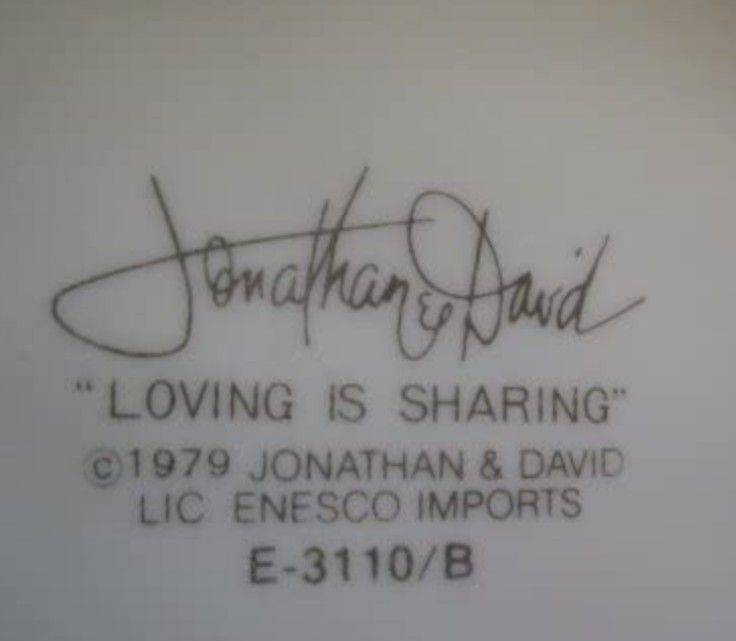 Jonathan & David
"LOVING IS SHARING"
©1979 JONATHAN & DAVID
LIC ENESCO IMPORTS
E-3110/B